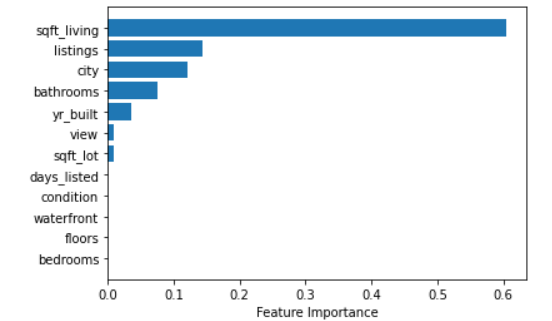 sqft_living
listings
city
bathrooms
yr_built
view
sqft_lot
days_listed
condition
waterfront
floors
bedrooms
0.0 0.1 0.2 0.3 0.4 0.5 0.6
Feature Importance